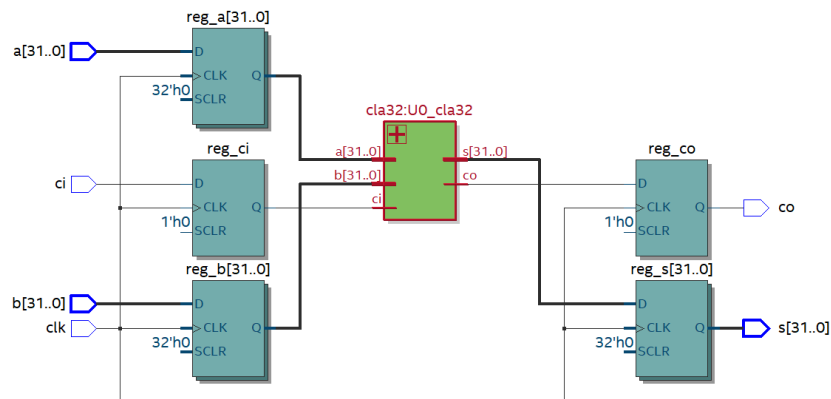 reg_a[31..0]
a[31..0]
D
CLK
Q
32'h0
SCLR
cla32:U0_cla32
reg_ci
a[31..0]
s[31..0]
reg_co
b[31..0]
co
ci
D
ci
D
CLK
Q
1'h0
SCLR
CLK
Q
co
1'h0
SCLR
reg_b[31..0]
reg_s[31..0]
b[31..0]
D
D
clk
CLK
Q
CLK
Q
s[31..0]
32'h0
SCLR
32'h0
SCLR